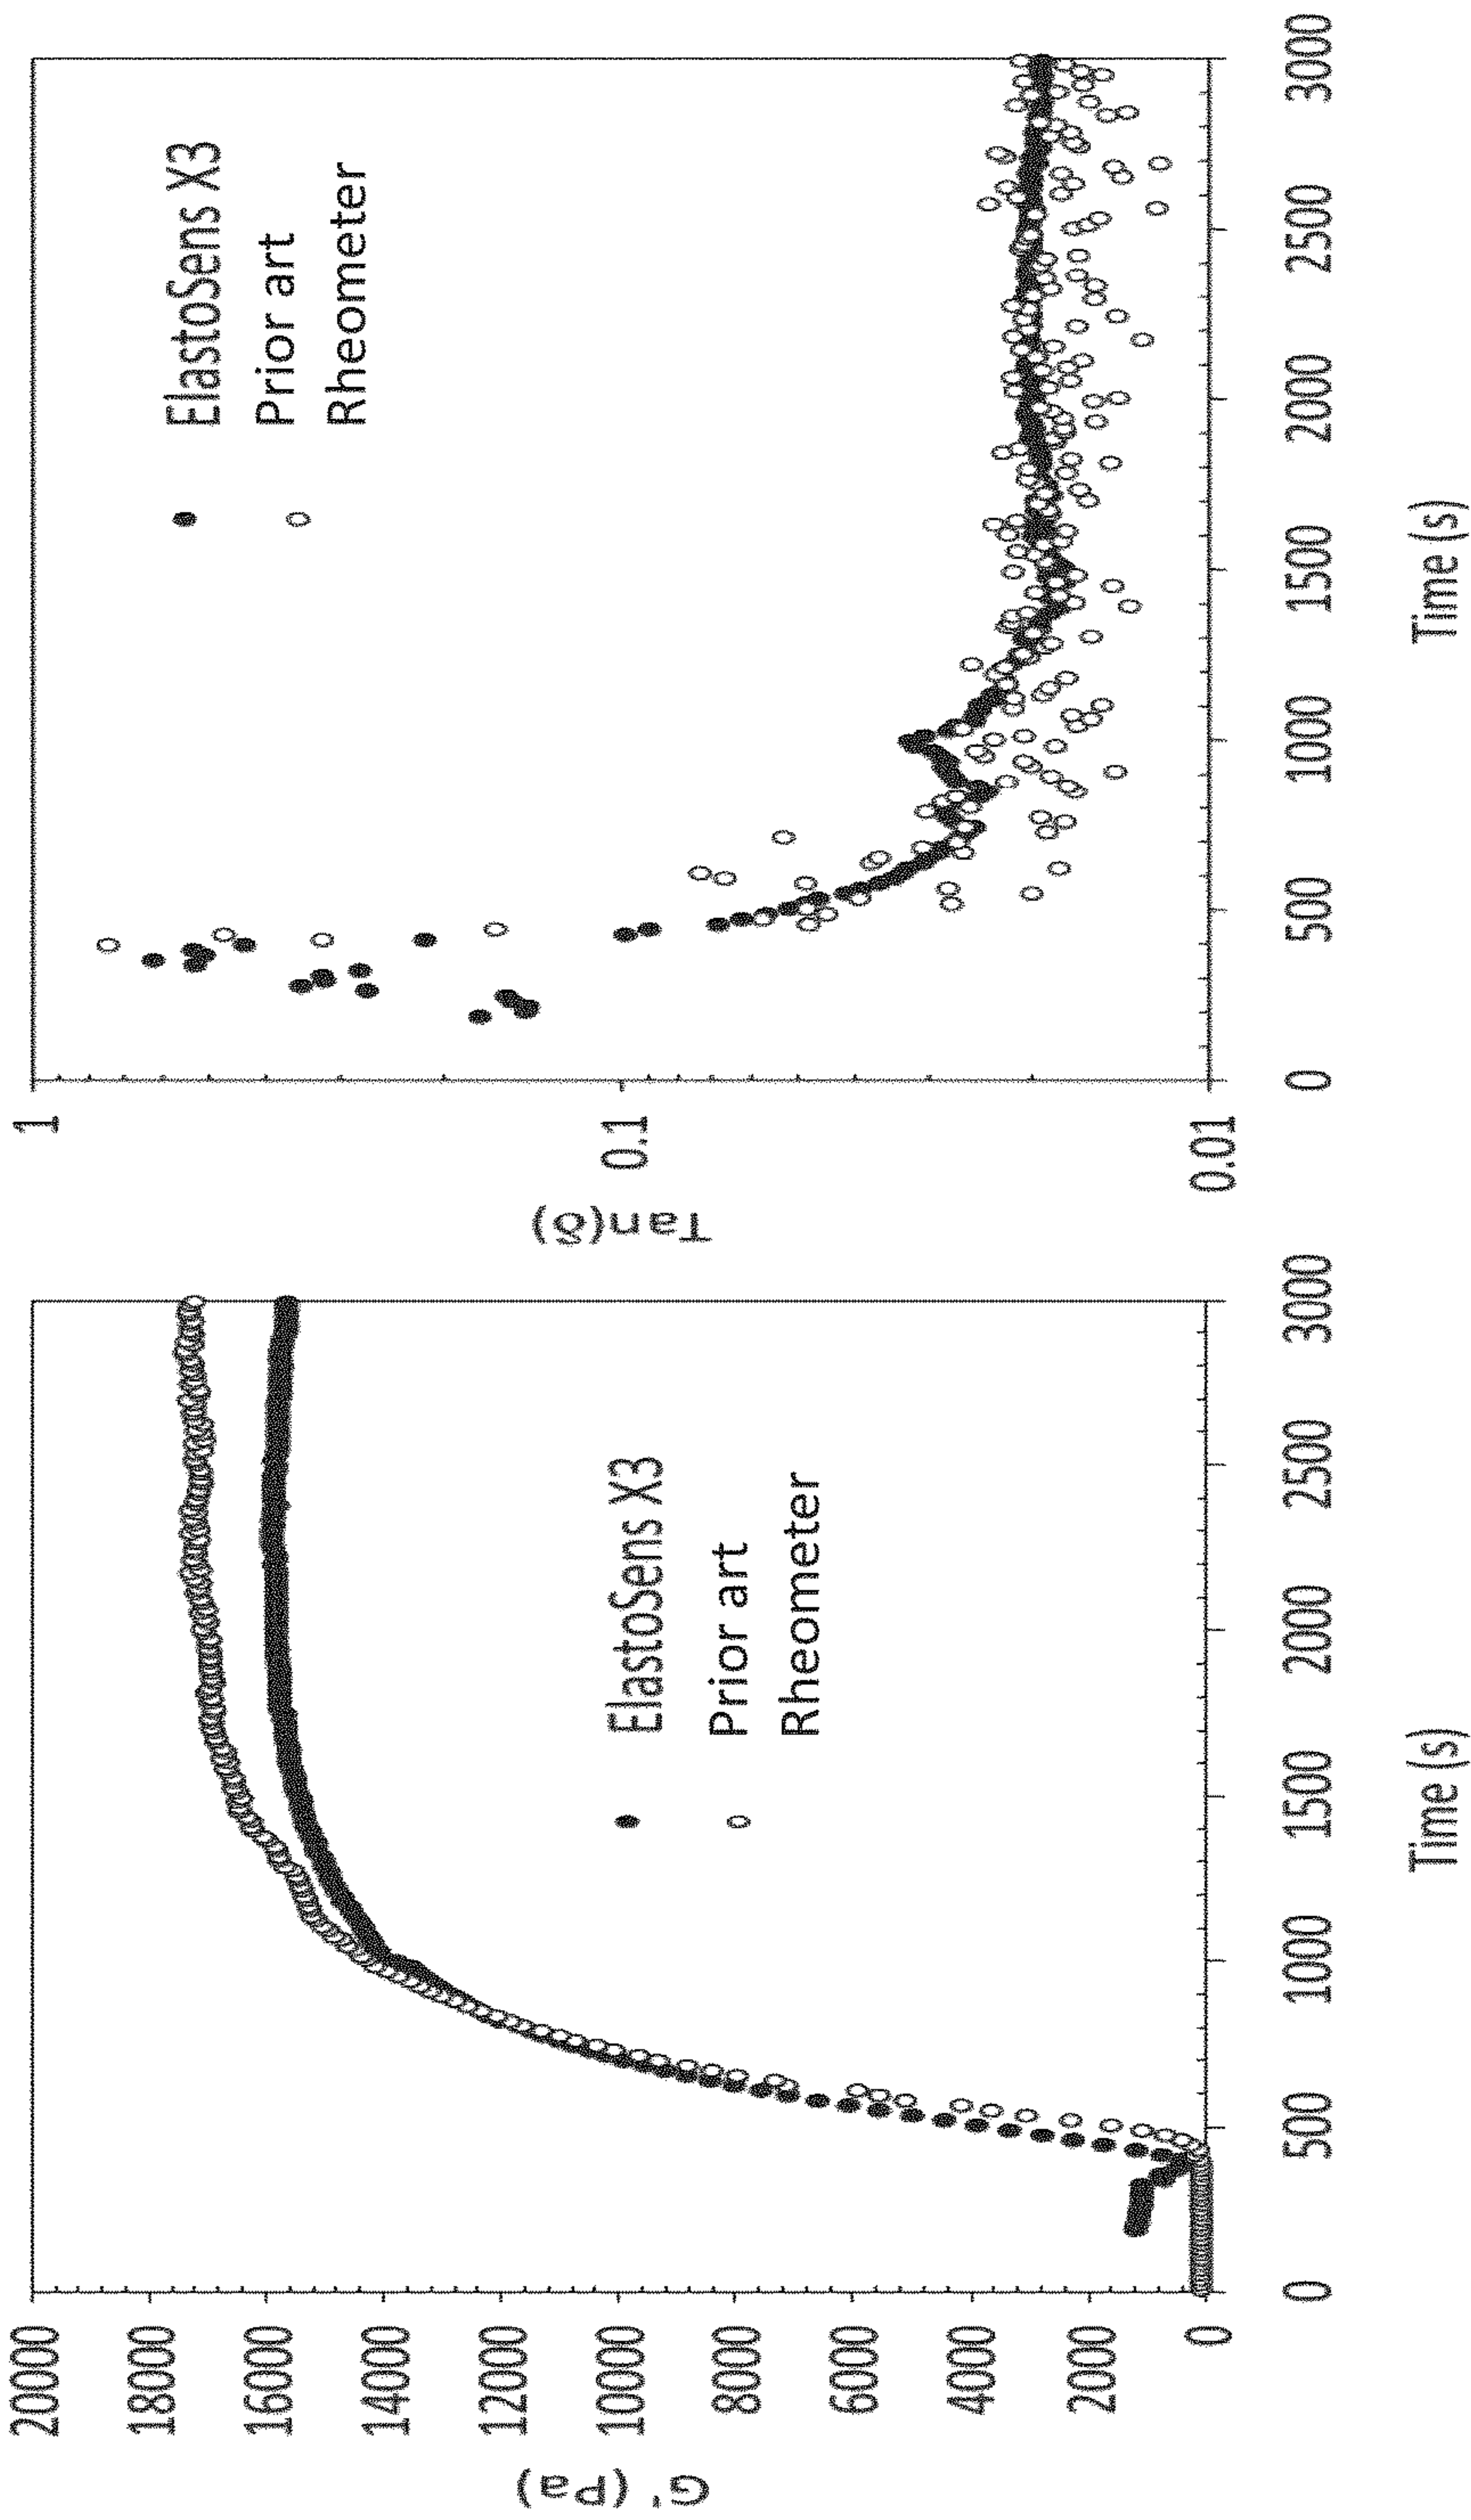 G' (Pa)
20000
18000
16000
14000
12000
10000
8000
6000
4000
2000
0
ElastoSens X3
Prior art
Rheometer
0
500
1000
1500
2000
2500
3000
Time (s)
Tan(δ)
1
0.1
0.01
ElastoSens X3
Prior art
Rheometer
0
500
1000
1500
2000
2500
3000
Time (s)